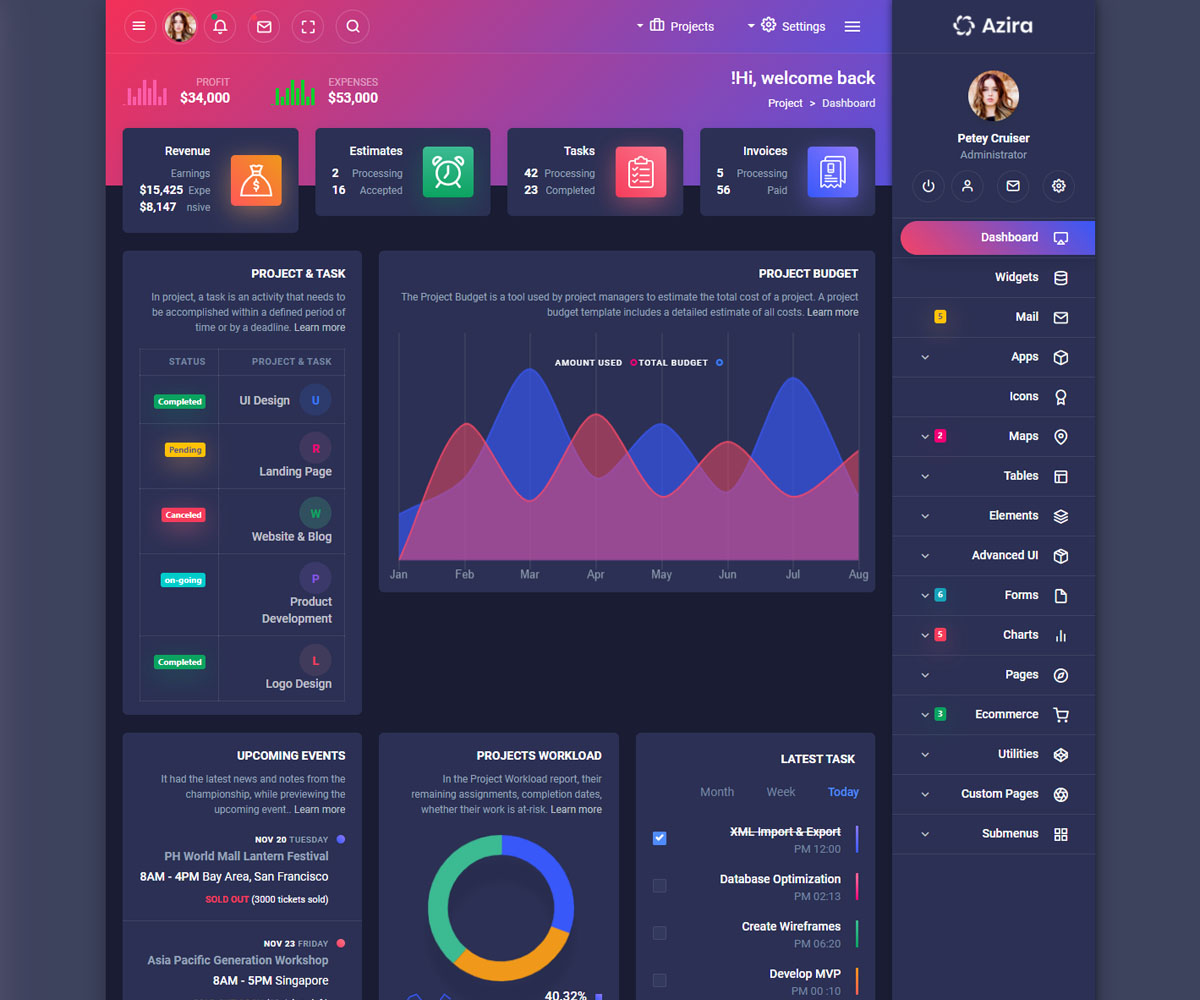 Projects
Settings
Azira
PROFIT
$34,000
EXPENSES
$53,000
!Hi, welcome back
Project > Dashboard
Petey Cruiser
Administrator
Revenue
Earnings
$15,425 Expe
$8,147 nsive
Estimates
2 Processing
16 Accepted
Tasks
42 Processing
23 Completed
Invoices
5 Processing
56 Paid
Dashboard
Widgets
5 Mail
Apps
Icons
2 Maps
Tables
Elements
Advanced UI
6 Forms
5 Charts
Pages
3 Ecommerce
Utilities
Custom Pages
Submenus
PROJECT & TASK
In project, a task is an activity that needs to
be accomplished within a defined period of
time or by a deadline. Learn more
STATUS PROJECT & TASK
Completed UI Design U
Pending R
Landing Page
Canceled W
Website & Blog
on-going P
Product
Development
Completed L
Logo Design
PROJECT BUDGET
The Project Budget is a tool used by project managers to estimate the total cost of a project. A project
budget template includes a detailed estimate of all costs. Learn more
AMOUNT USED TOTAL BUDGET
Jan Feb Mar Apr May Jun Jul Aug
UPCOMING EVENTS
It had the latest news and notes from the
championship, while previewing the
upcoming event.. Learn more
NOV 20 TUESDAY
PH World Mall Lantern Festival
8AM - 4PM Bay Area, San Francisco
SOLD OUT (3000 tickets sold)
NOV 23 FRIDAY
Asia Pacific Generation Workshop
8AM - 5PM Singapore
PROJECTS WORKLOAD
In the Project Workload report, their
remaining assignments, completion dates,
whether their work is at-risk. Learn more
40.32%
LATEST TASK
Month Week Today
XML Import & Export
PM 12:00
Database Optimization
PM 02:13
Create Wireframes
PM 06:20
Develop MVP
PM 00 :10